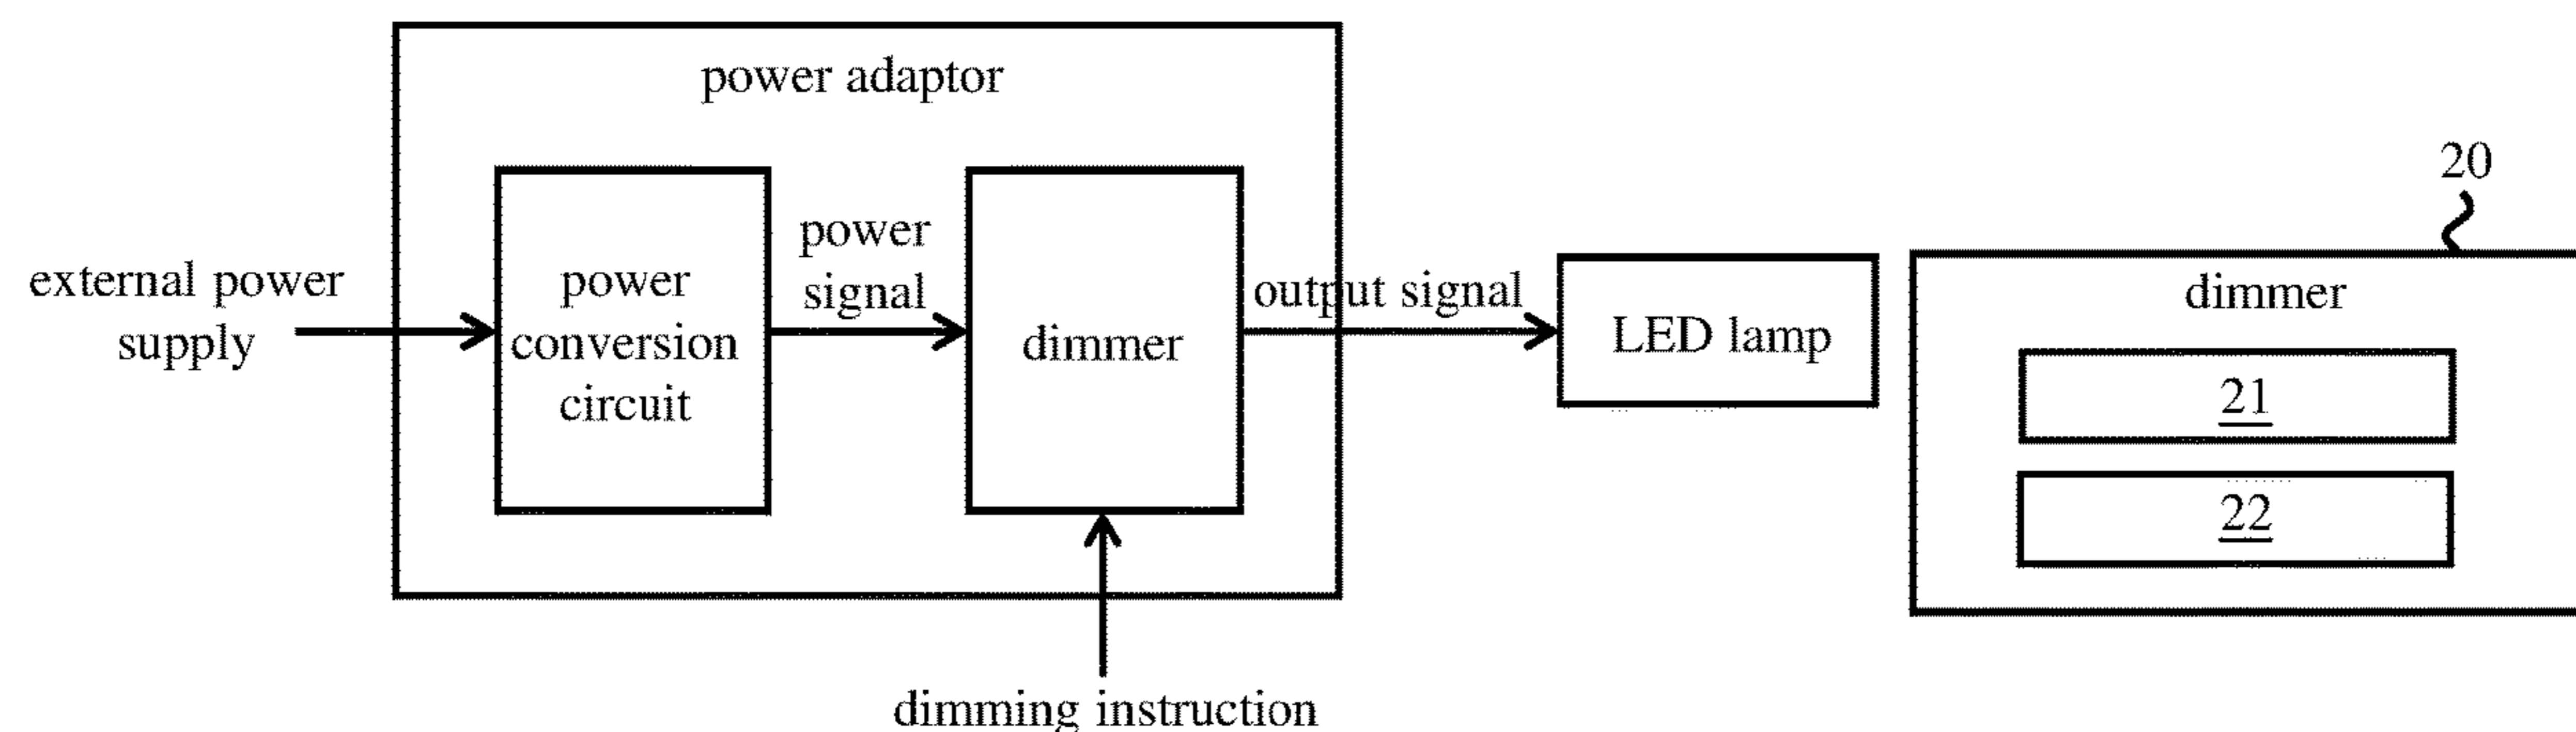 power adaptor
external power
supply
power
conversion
circuit
power
signal
dimmer
output signal
LED lamp
dimming instruction
20
dimmer
21
22